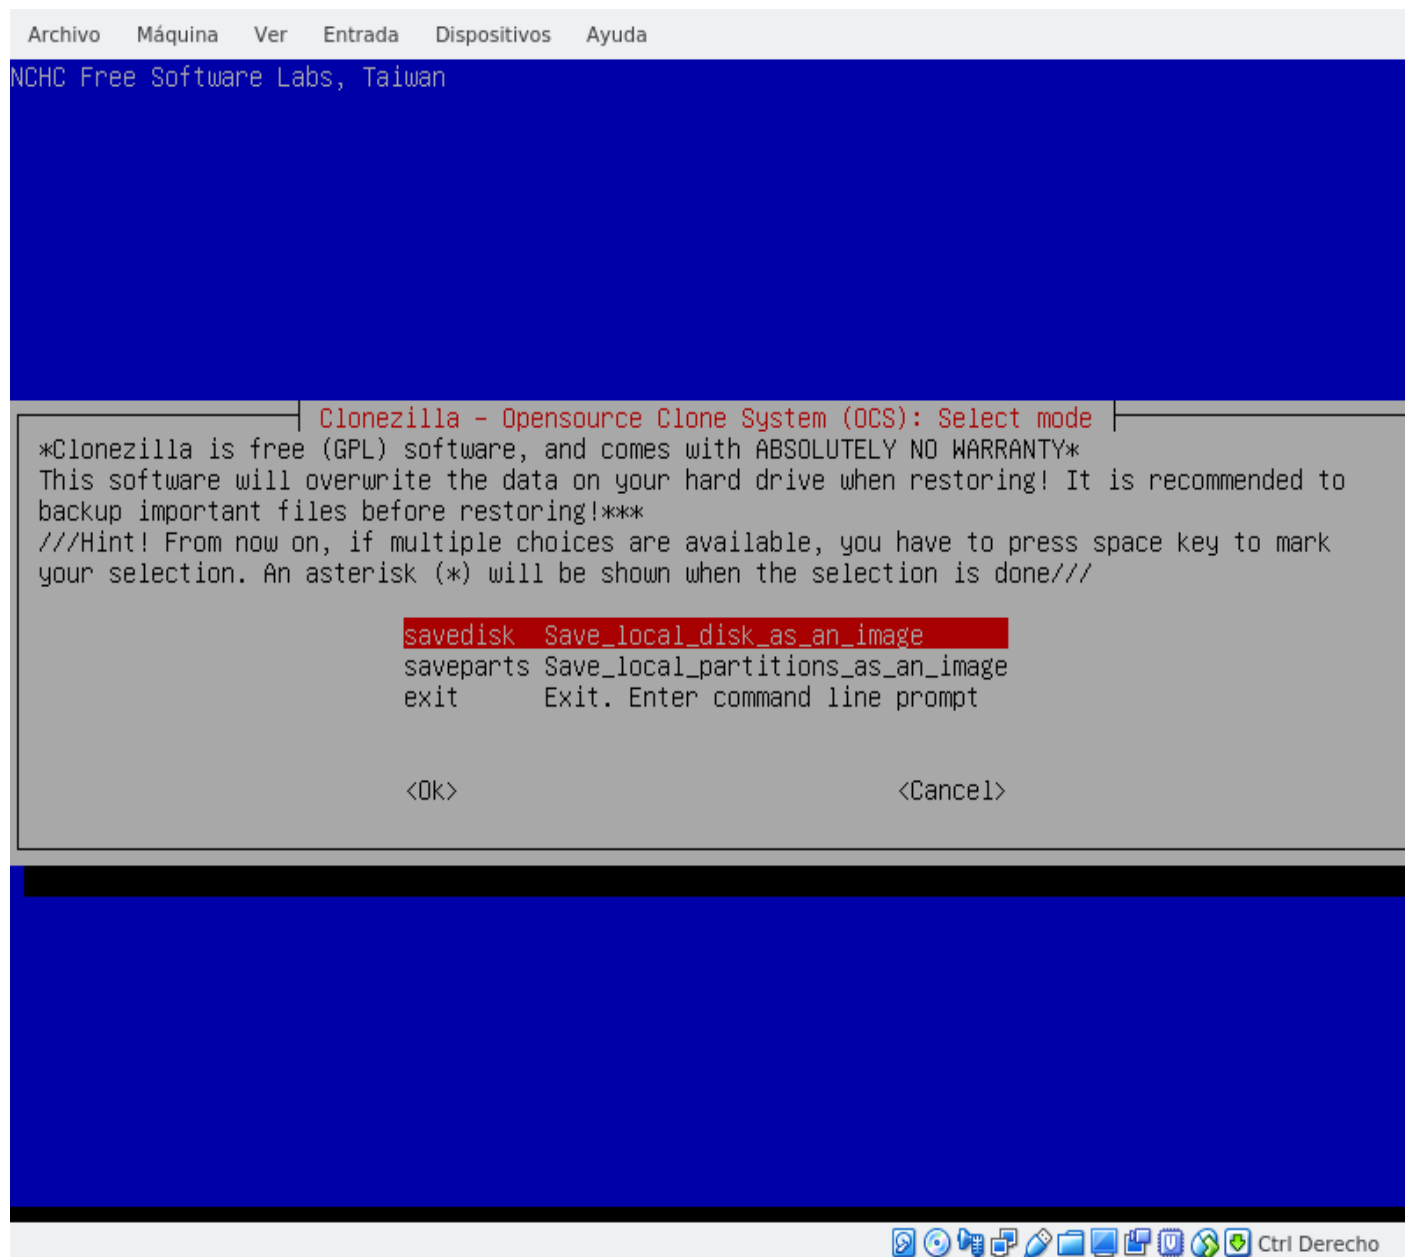 Archivo Máquina Ver Entrada Dispositivos Ayuda
NCHC Free Software Labs, Taiwan
Clonezilla - Opensource Clone System (OCS): Select mode
*Clonezilla is free (GPL) software, and comes with ABSOLUTELY NO WARRANTY*
This software will overwrite the data on your hard drive when restoring! It is recommended to
backup important files before restoring!***
///Hint! From now on, if multiple choices are available, you have to press space key to mark
your selection. An asterisk (*) will be shown when the selection is done///
savedisk Save_local_disk_as_an_image
saveparts Save_local_partitions_as_an_image
exit Exit. Enter command line prompt
<Ok> <Cancel>
Ctrl Derecho